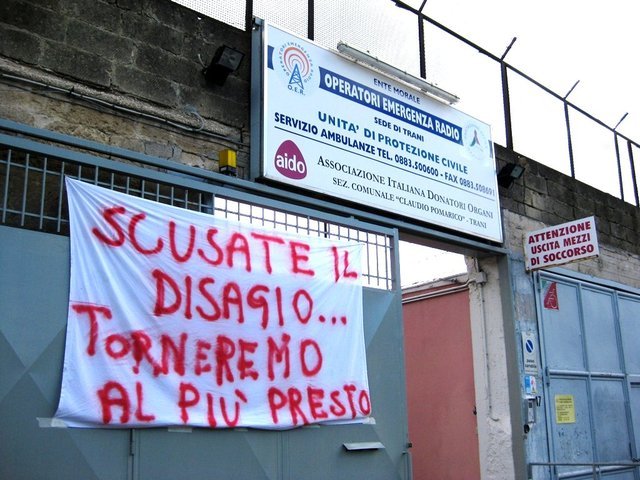 O.E.R.
ENTE MORALE
OPERATORI EMERGENZA RADIO
SEDE DI TRANI
UNITA' DI PROTEZIONE CIVILE
SERVIZIO AMBULANZE TEL. 0883.500600 - FAX 0883.508691
aido
ASSOCIAZIONE ITALIANA DONATORI ORGANI
SEZ. COMUNALE "CLAUDIO POMARICO" - TRANI
ATTENZIONE
USCITA MEZZI
DI SOCCORSO
SCUSATE IL
DISAGIO...
TORNEREMO
AL PIÙ PRESTO